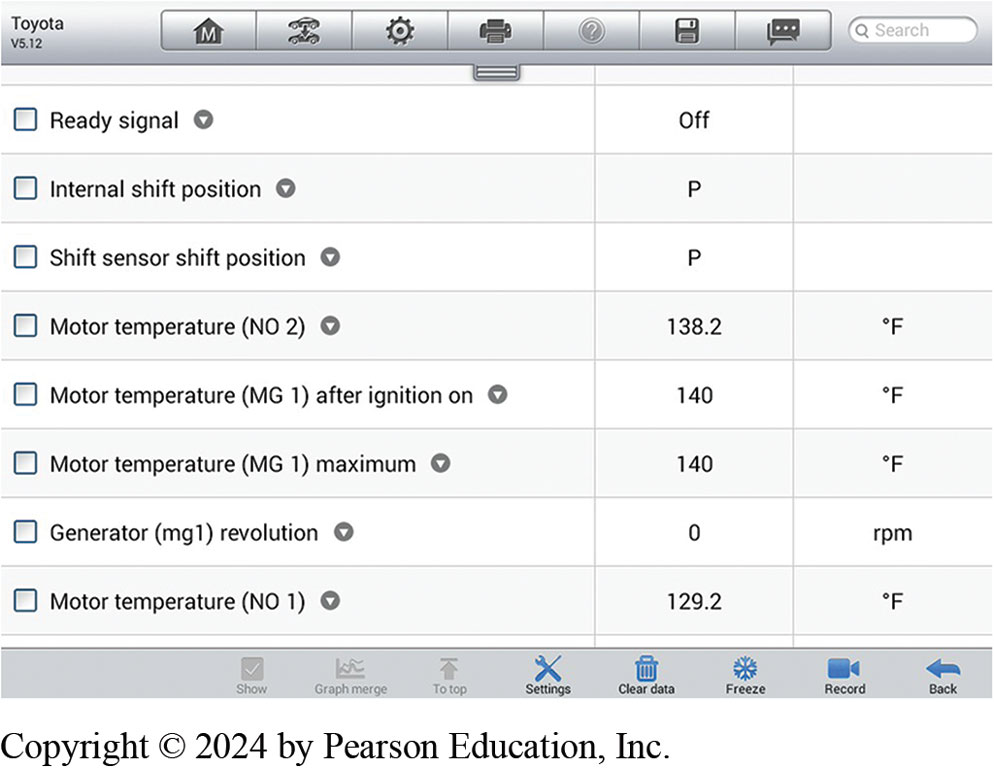 Toyota
V5.12
M
?
Search
Ready signal Off
Internal shift position P
Shift sensor shift position P
Motor temperature (NO 2) 138.2 °F
Motor temperature (MG 1) after ignition on 140 °F
Motor temperature (MG 1) maximum 140 °F
Generator (mg1) revolution 0 rpm
Motor temperature (NO 1) 129.2 °F
Show Graph merge To top Settings Clear data Freeze Record Back
Copyright © 2024 by Pearson Education, Inc.